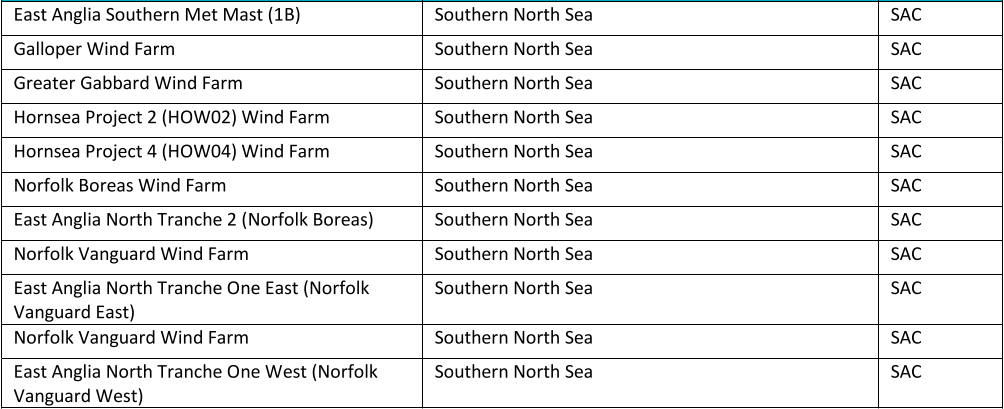 East Anglia Southern Met Mast (1B) Southern North Sea SAC
Galloper Wind Farm Southern North Sea SAC
Greater Gabbard Wind Farm Southern North Sea SAC
Hornsea Project 2 (HOW02) Wind Farm Southern North Sea SAC
Hornsea Project 4 (HOW04) Wind Farm Southern North Sea SAC
Norfolk Boreas Wind Farm Southern North Sea SAC
East Anglia North Tranche 2 (Norfolk Boreas) Southern North Sea SAC
Norfolk Vanguard Wind Farm Southern North Sea SAC
East Anglia North Tranche One East (Norfolk Southern North Sea SAC
Vanguard East)
Norfolk Vanguard Wind Farm Southern North Sea SAC
East Anglia North Tranche One West (Norfolk Southern North Sea SAC
Vanguard West)